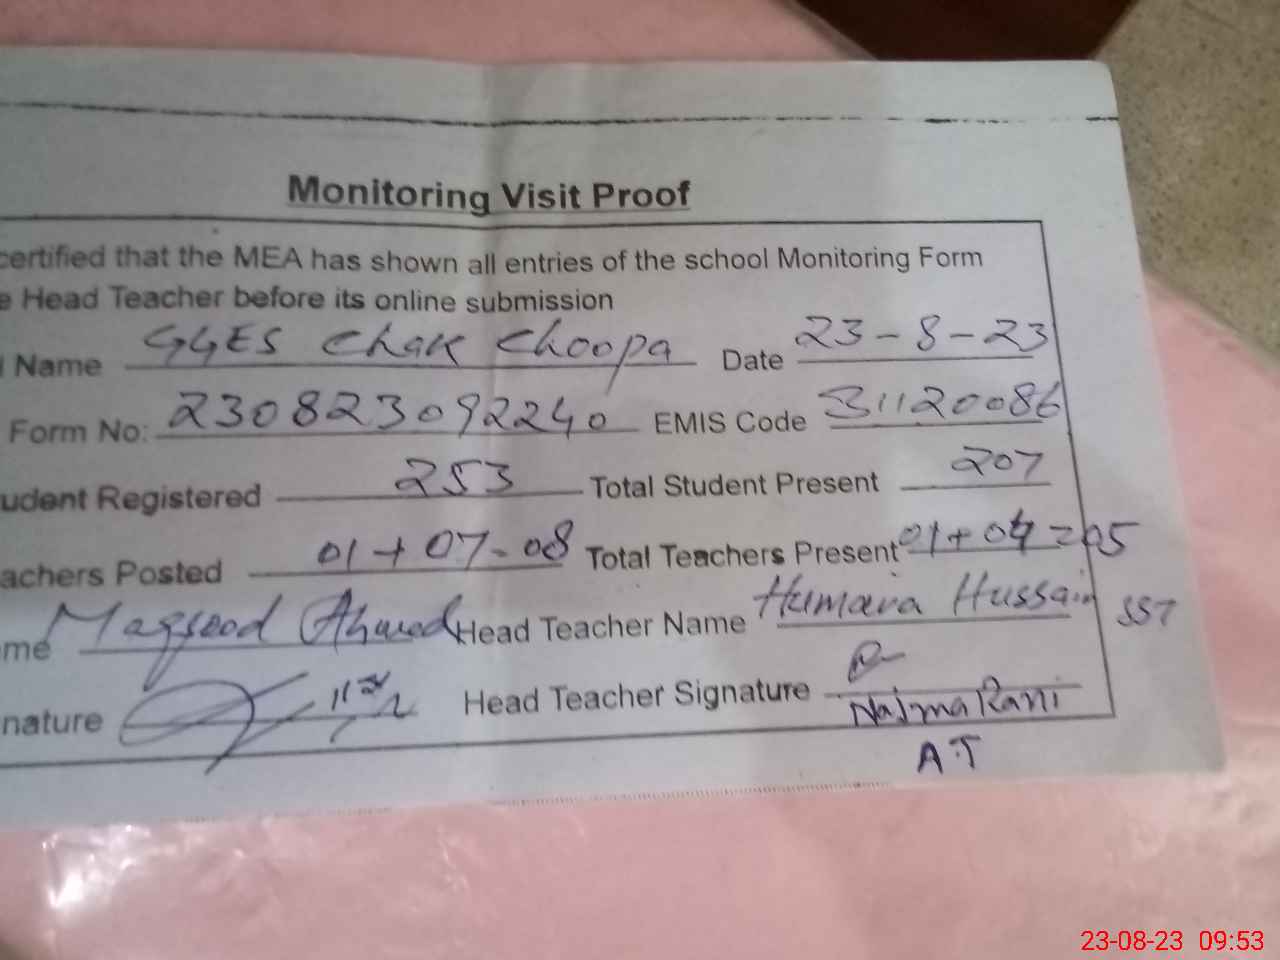 Monitoring Visit Proof
certified that the MEA has shown all entries of the school Monitoring Form
e Head Teacher before its online submission
l Name GGES Chak Choopa Date 23-8-23
Form No: 230823092240 EMIS Code 31120086
udent Registered 253 Total Student Present 207
achers Posted 01+07-08 Total Teachers Present 01+04=05
me Maqsood Ahmed Head Teacher Name Humaira Hussain SST
nature Head Teacher Signature
Najma Rani
A.T
23-08-23 09:53